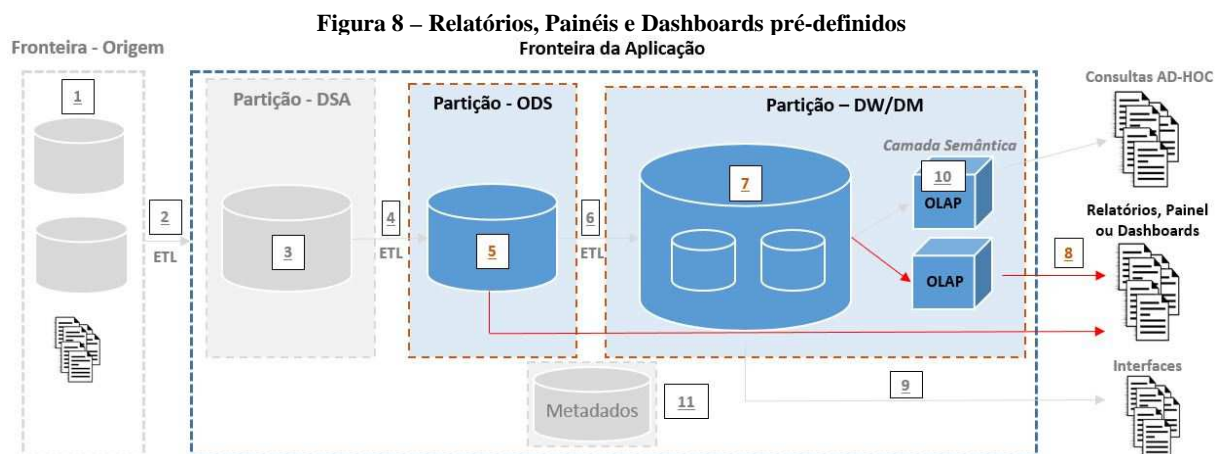 Figura 8 – Relatórios, Painéis e Dashboards pré-definidos
Fronteira - Origem
Fronteira da Aplicação
1
Partição - DSA
Partição - ODS
Partição – DW/DM
Consultas AD-HOC
Camada Semântica
2
ETL
3
4
ETL
5
6
ETL
7
10
OLAP
OLAP
8
Relatórios, Painel
ou Dashboards
Metadados
11
9
Interfaces